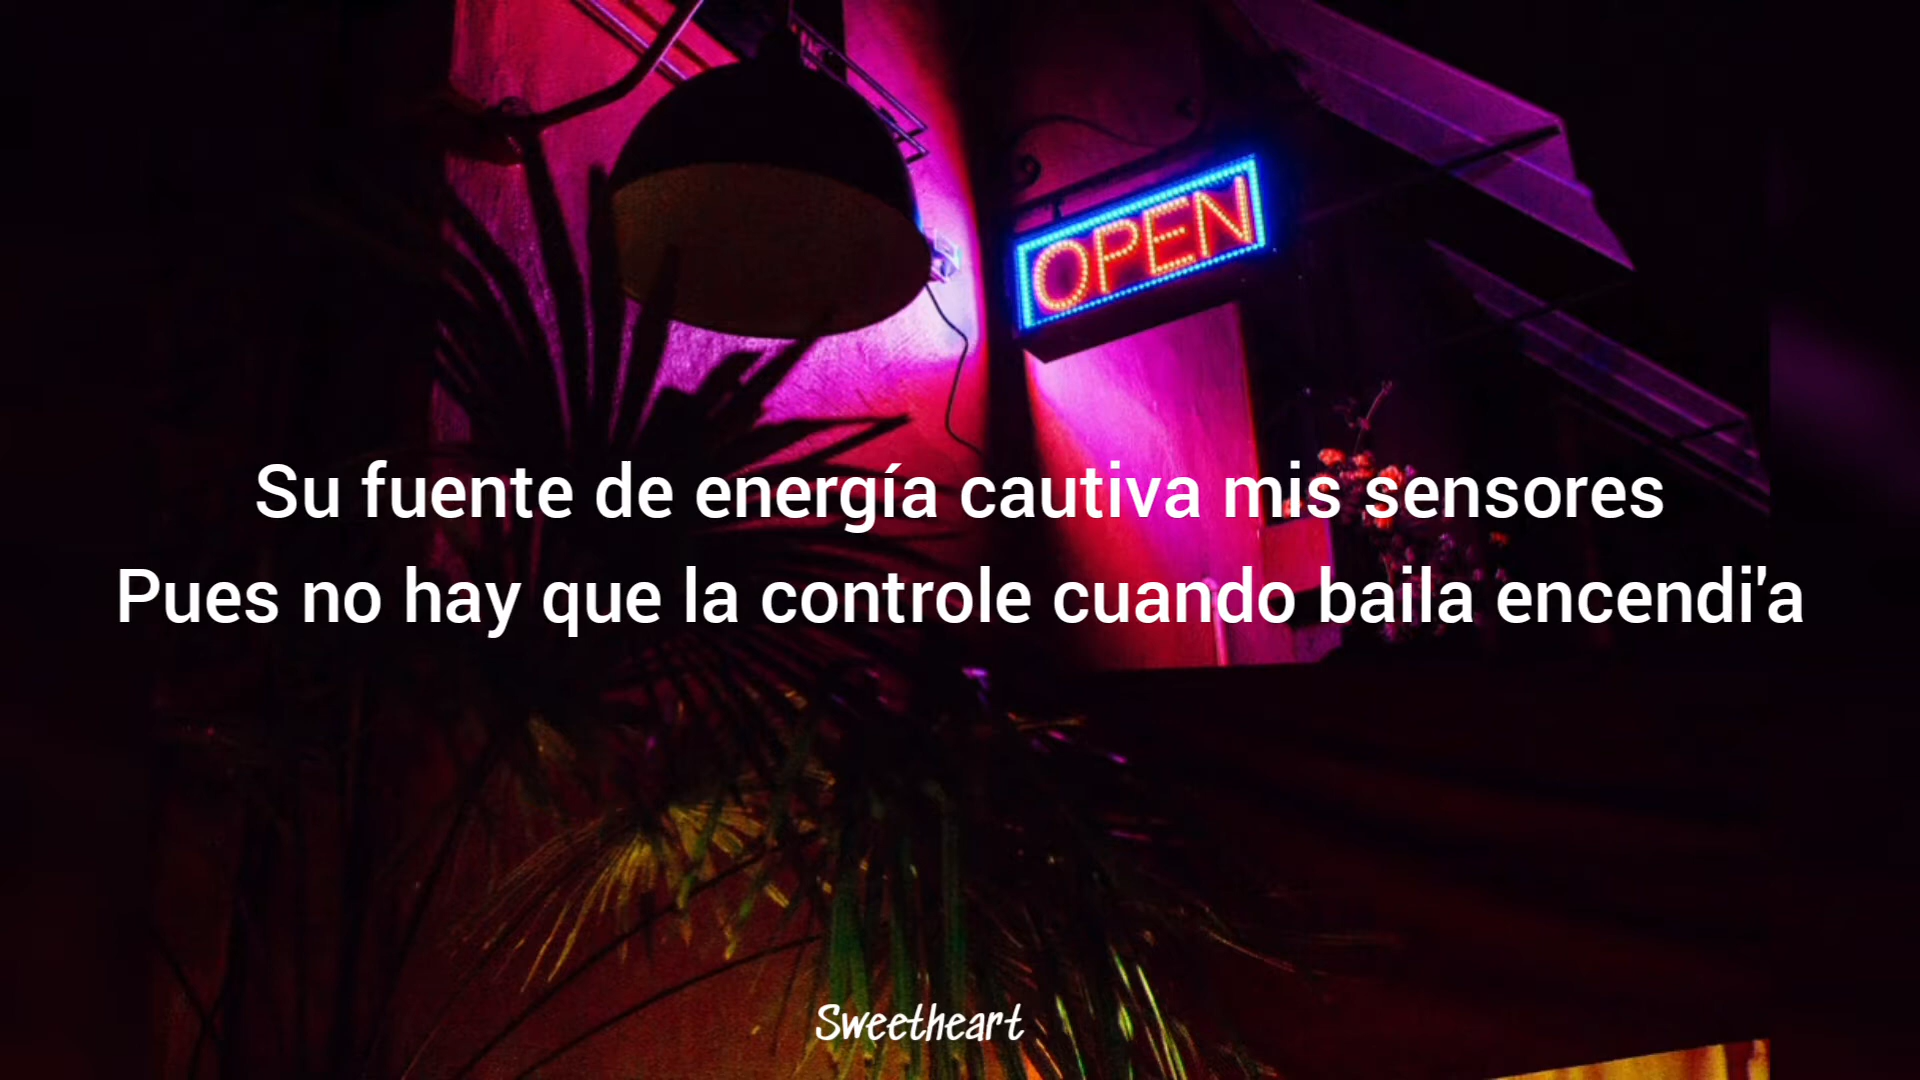 OPEN
Su fuente de energía cautiva mis sensores
Pues no hay que la controle cuando baila encendi'a
Sweetheart